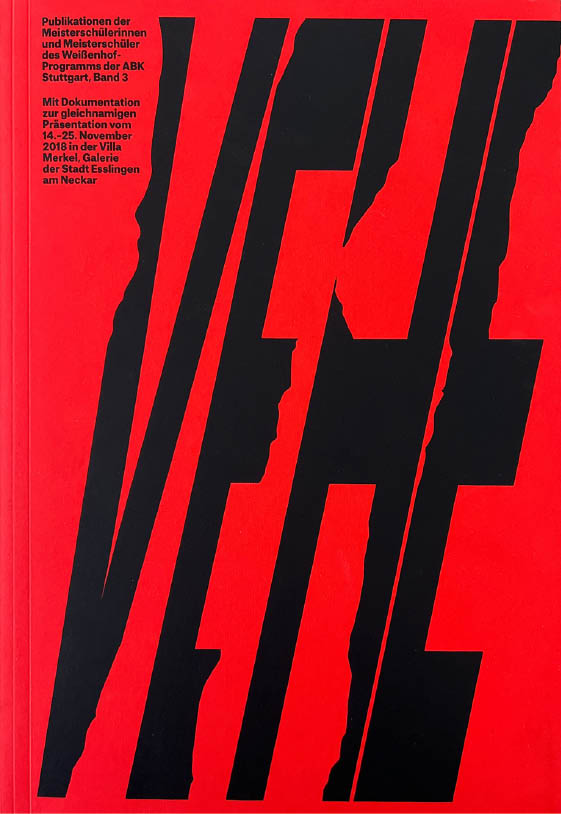 Publikationen der
Meisterschülerinnen
und Meisterschüler
des Weißenhof-
Programms der ABK
Stuttgart, Band 3
Mit Dokumentation
zur gleichnamigen
Präsentation vom
14.–25. November
2018 in der Villa
Merkel, Galerie
der Stadt Esslingen
am Neckar